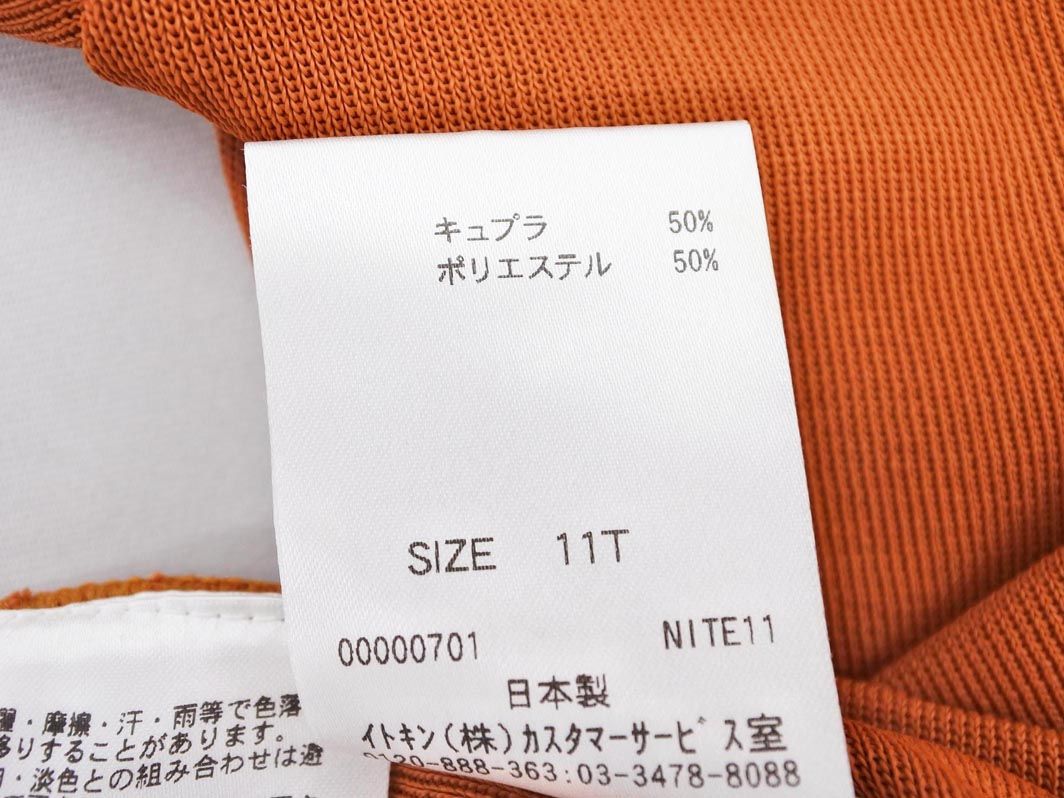 キュプラ 50%
ポリエステル 50%
SIZE 11T
00000701 NITE11
日本製
イトキン(株)カスタマーサービス室
0120-888-363:03-3478-8088
・摩擦・汗・雨等で色落
移りすることがあります。
・淡色との組み合わせは避